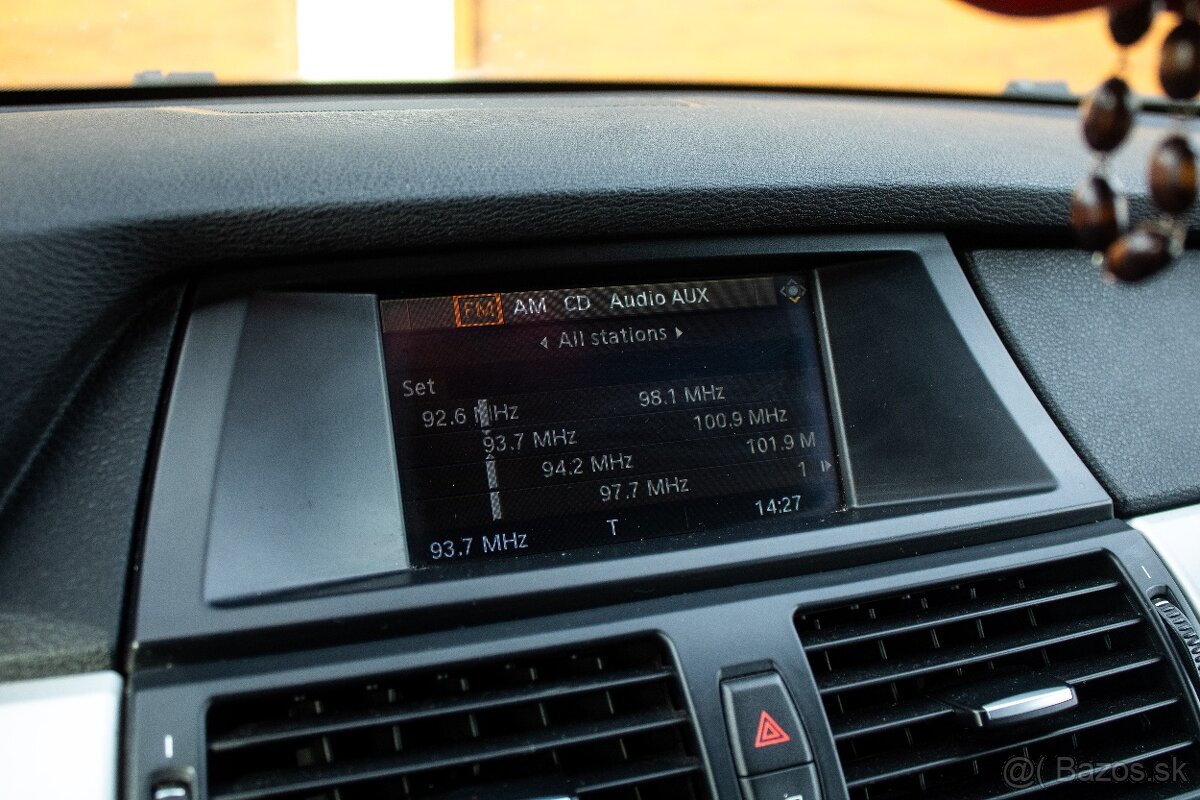 FM AM CD Audio AUX
All stations
Set
92.6 MHz 98.1 MHz
93.7 MHz 100.9 MHz
94.2 MHz 101.9 M
97.7 MHz 1
93.7 MHz T 14:27
@( Bazos.sk